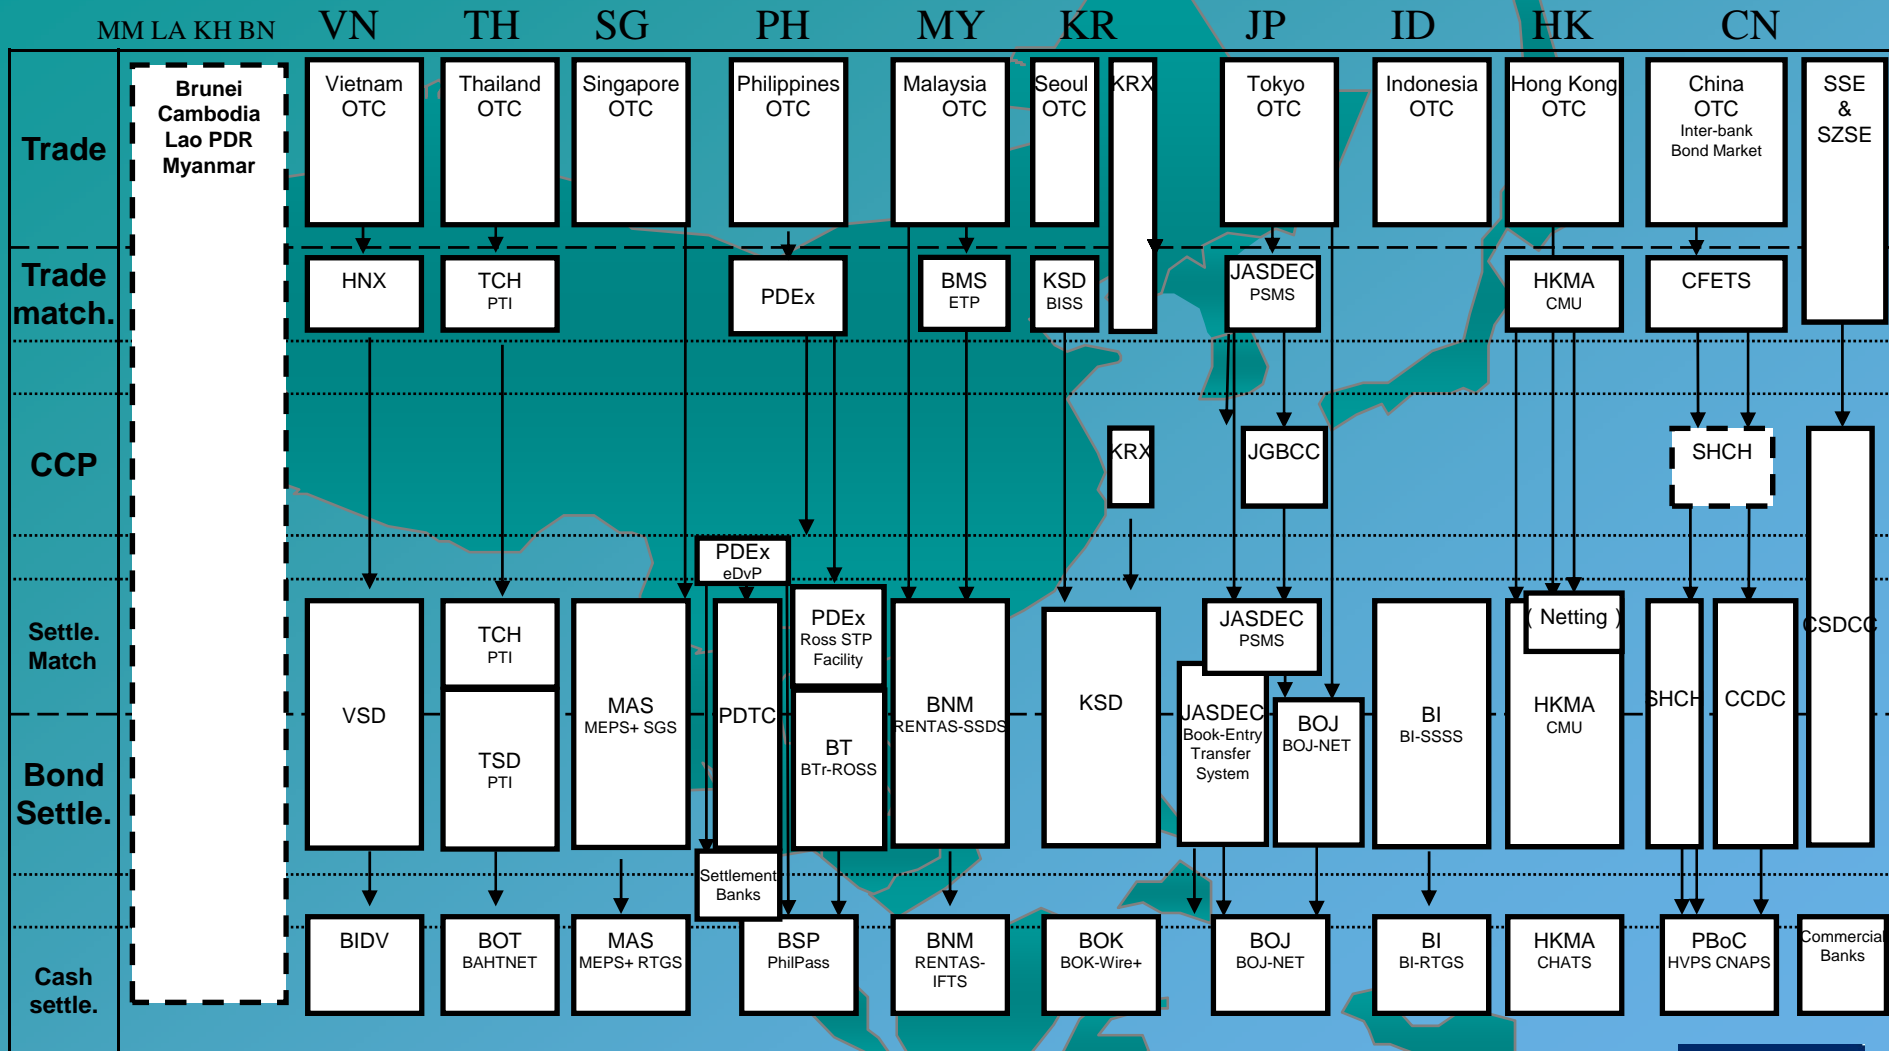 MM LA KH BN VN TH SG PH MY KR JP ID HK CN
Trade
Brunei
Cambodia
Lao PDR
Myanmar
Vietnam
OTC
Thailand
OTC
Singapore
OTC
Philippines
OTC
Malaysia
OTC
Seoul
OTC
KRX
Tokyo
OTC
Indonesia
OTC
Hong Kong
OTC
China
OTC
Inter-bank
Bond Market
SSE
&
SZSE
Trade
match.
HNX
TCH
PTI
PDEx
BMS
ETP
KSD
BISS
JASDEC
PSMS
HKMA
CMU
CFETS
CCP
KRX
JGBCC
SHCH
PDEx
eDvP
Settle.
Match
TCH
PTI
PDEx
Ross STP
Facility
JASDEC
PSMS
( Netting )
CSDCC
VSD
MAS
MEPS+ SGS
PDTC
BNM
RENTAS-SSDS
KSD
JASDEC
Book-Entry
Transfer
System
BOJ
BOJ-NET
BI
BI-SSSS
HKMA
CMU
SHCH
CCDC
Bond
Settle.
TSD
PTI
BT
BTr-ROSS
Settlement
Banks
Cash
settle.
BIDV
BOT
BAHTNET
MAS
MEPS+ RTGS
BSP
PhilPass
BNM
RENTAS-
IFTS
BOK
BOK-Wire+
BOJ
BOJ-NET
BI
BI-RTGS
HKMA
CHATS
PBoC
HVPS CNAPS
Commercial
Banks